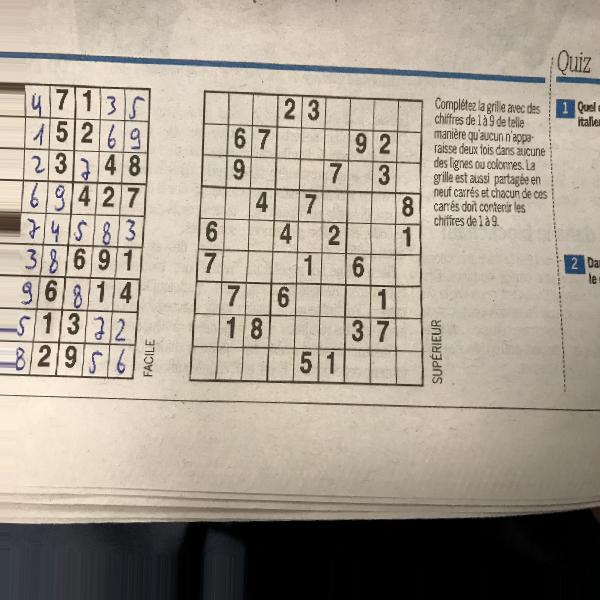 Quiz
4 7 1 3 5
1 5 2 6 9
2 3 7 4 8
6 9 4 2 7
7 4 5 8 3
3 8 6 9 1
9 6 8 1 4
5 1 3 7 2
8 2 9 5 6
FACILE
2 3
6 7 9 2
9 7 3
4 7 8
6 4 2 1
7 1 6
7 6 1
1 8 3 7
5 1
SUPÉRIEUR
Complétez la grille avec des
chiffres de 1 à 9 de telle
manière qu'aucun n'appa-
raisse deux fois dans aucune
des lignes ou colonnes. La
grille est aussi partagée en
neuf carrés et chacun de ces
carrés doit contenir les
chiffres de 1 à 9.
1 Quel
italie
2 Da
le